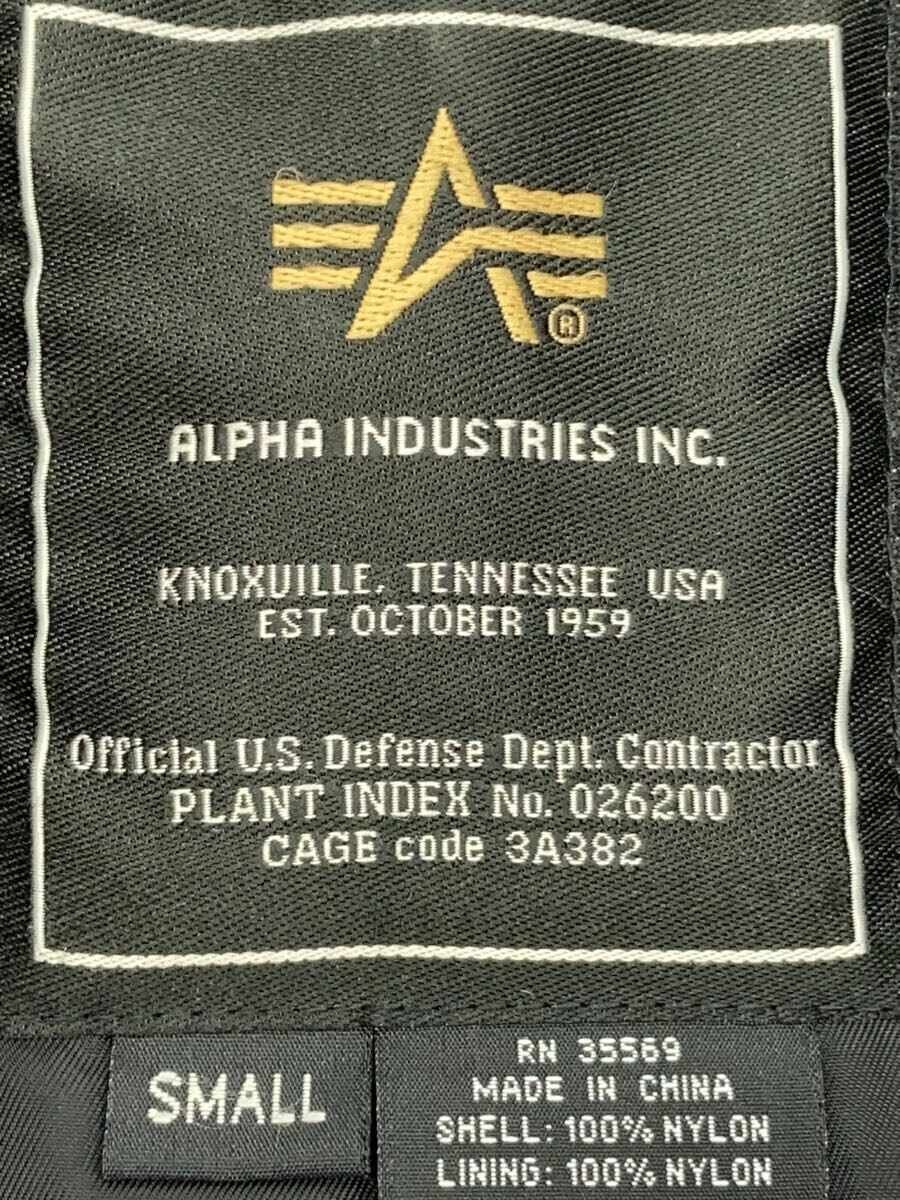 ®
ALPHA INDUSTRIES INC.
KNOXVILLE, TENNESSEE USA
EST. OCTOBER 1959
Official U.S. Defense Dept. Contractor
PLANT INDEX No. 026200
CAGE code 3A382
SMALL
RN 35569
MADE IN CHINA
SHELL: 100% NYLON
LINING: 100% NYLON